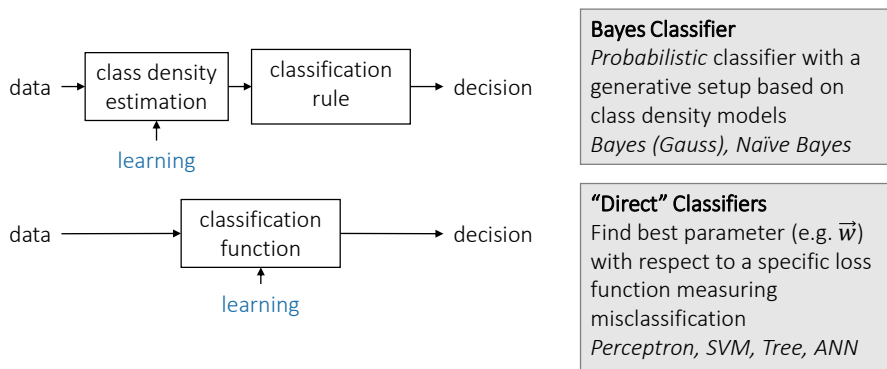 data
class density
estimation
classification
rule
decision
learning
Bayes Classifier
Probabilistic classifier with a
generative setup based on
class density models
Bayes (Gauss), Naïve Bayes
data
classification
function
decision
learning
“Direct” Classifiers
Find best parameter (e.g. w⃗)
with respect to a specific loss
function measuring
misclassification
Perceptron, SVM, Tree, ANN